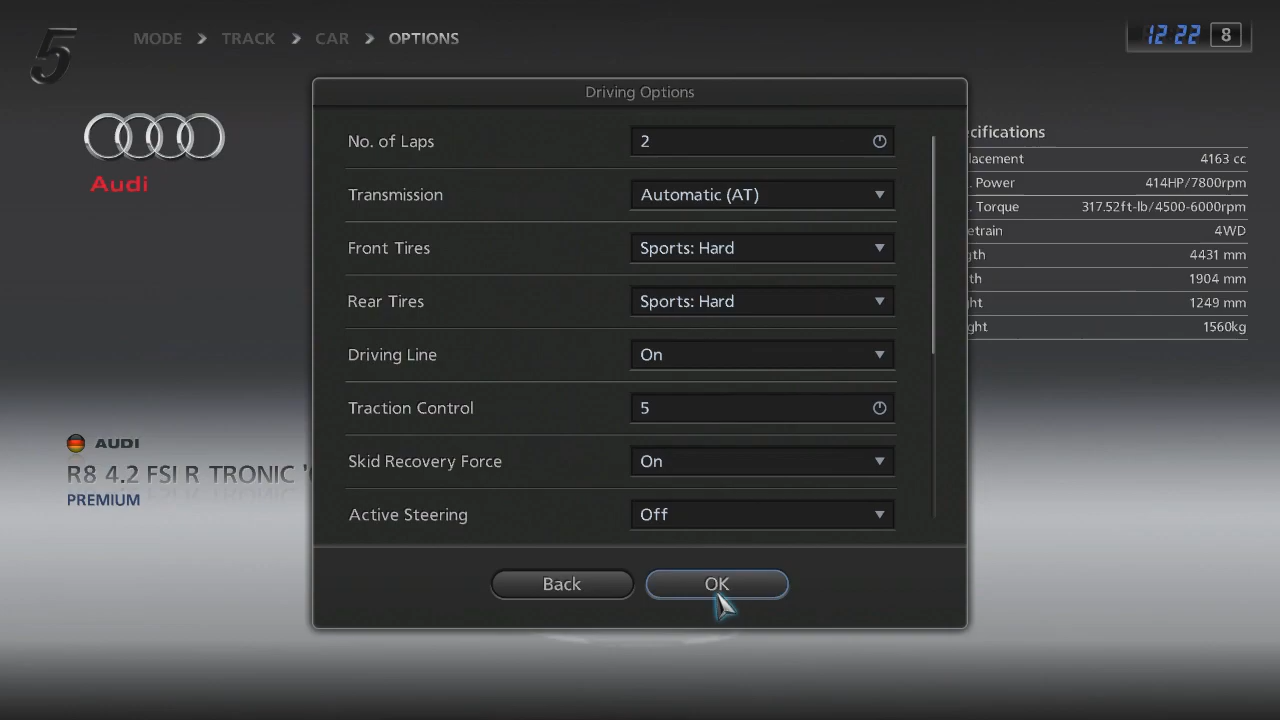 5
MODE > TRACK > CAR > OPTIONS
12:22 8
Audi
Driving Options
No. of Laps 2
Transmission Automatic (AT)
Front Tires Sports: Hard
Rear Tires Sports: Hard
Driving Line On
Traction Control 5
Skid Recovery Force On
Active Steering Off
Back OK
ecifications
lacement 4163 cc
. Power 414HP/7800rpm
. Torque 317.52ft-lb/4500-6000rpm
etrain 4WD
gth 4431 mm
th 1904 mm
ght 1249 mm
ght 1560kg
AUDI
R8 4.2 FSI R TRONIC '
PREMIUM